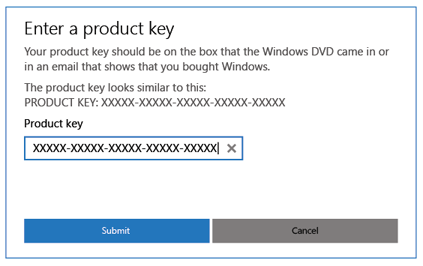 Enter a product key
Your product key should be on the box that the Windows DVD came in or
in an email that shows that you bought Windows.
The product key looks similar to this:
PRODUCT KEY: XXXXX-XXXXX-XXXXX-XXXXX-XXXXX
Product key
XXXXX-XXXXX-XXXXX-XXXXX-XXXXX
Submit
Cancel